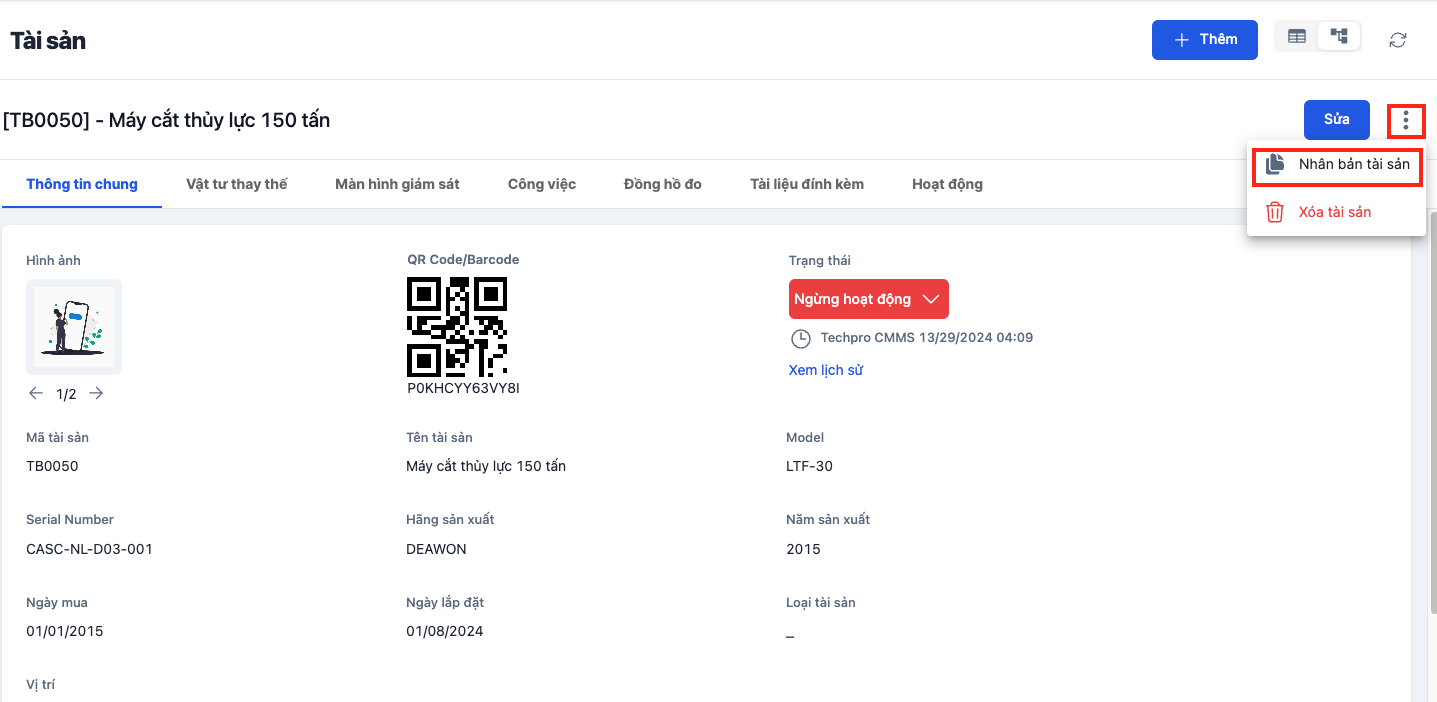 Tài sản
Thêm
[TB0050] - Máy cắt thủy lực 150 tấn
Sửa
Nhân bản tài sản
Xóa tài sản
Thông tin chung
Vật tư thay thế
Màn hình giám sát
Công việc
Đồng hồ đo
Tài liệu đính kèm
Hoạt động
Hình ảnh
QR Code/Barcode
Trạng thái
Ngừng hoạt động
Techpro CMMS 13/29/2024 04:09
Xem lịch sử
1/2
P0KHCYY63VY8I
Mã tài sản
Tên tài sản
Model
TB0050
Máy cắt thủy lực 150 tấn
LTF-30
Serial Number
Hãng sản xuất
Năm sản xuất
CASC-NL-D03-001
DEAWON
2015
Ngày mua
Ngày lắp đặt
Loại tài sản
01/01/2015
01/08/2024
_
Vị trí